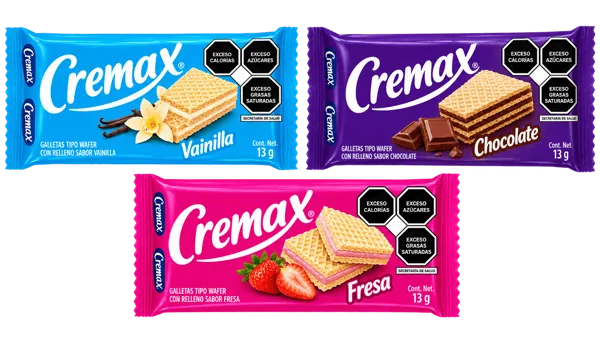 Cremax
Cremax
Cremax®
EXCESO
CALORÍAS
EXCESO
AZÚCARES
EXCESO
GRASAS
SATURADAS
SECRETARÍA DE SALUD
Vainilla
GALLETAS TIPO WAFER
CON RELLENO SABOR VAINILLA
Cont. Net.
13 g
Cremax
Cremax
Cremax®
EXCESO
CALORÍAS
EXCESO
AZÚCARES
EXCESO
GRASAS
SATURADAS
SECRETARÍA DE SALUD
Chocolate
GALLETAS TIPO WAFER
CON RELLENO SABOR CHOCOLATE
Cont. Net.
13 g
Cremax
Cremax
Cremax®
EXCESO
CALORÍAS
EXCESO
AZÚCARES
EXCESO
GRASAS
SATURADAS
SECRETARÍA DE SALUD
Fresa
GALLETAS TIPO WAFER
CON RELLENO SABOR FRESA
Cont. Net.
13 g